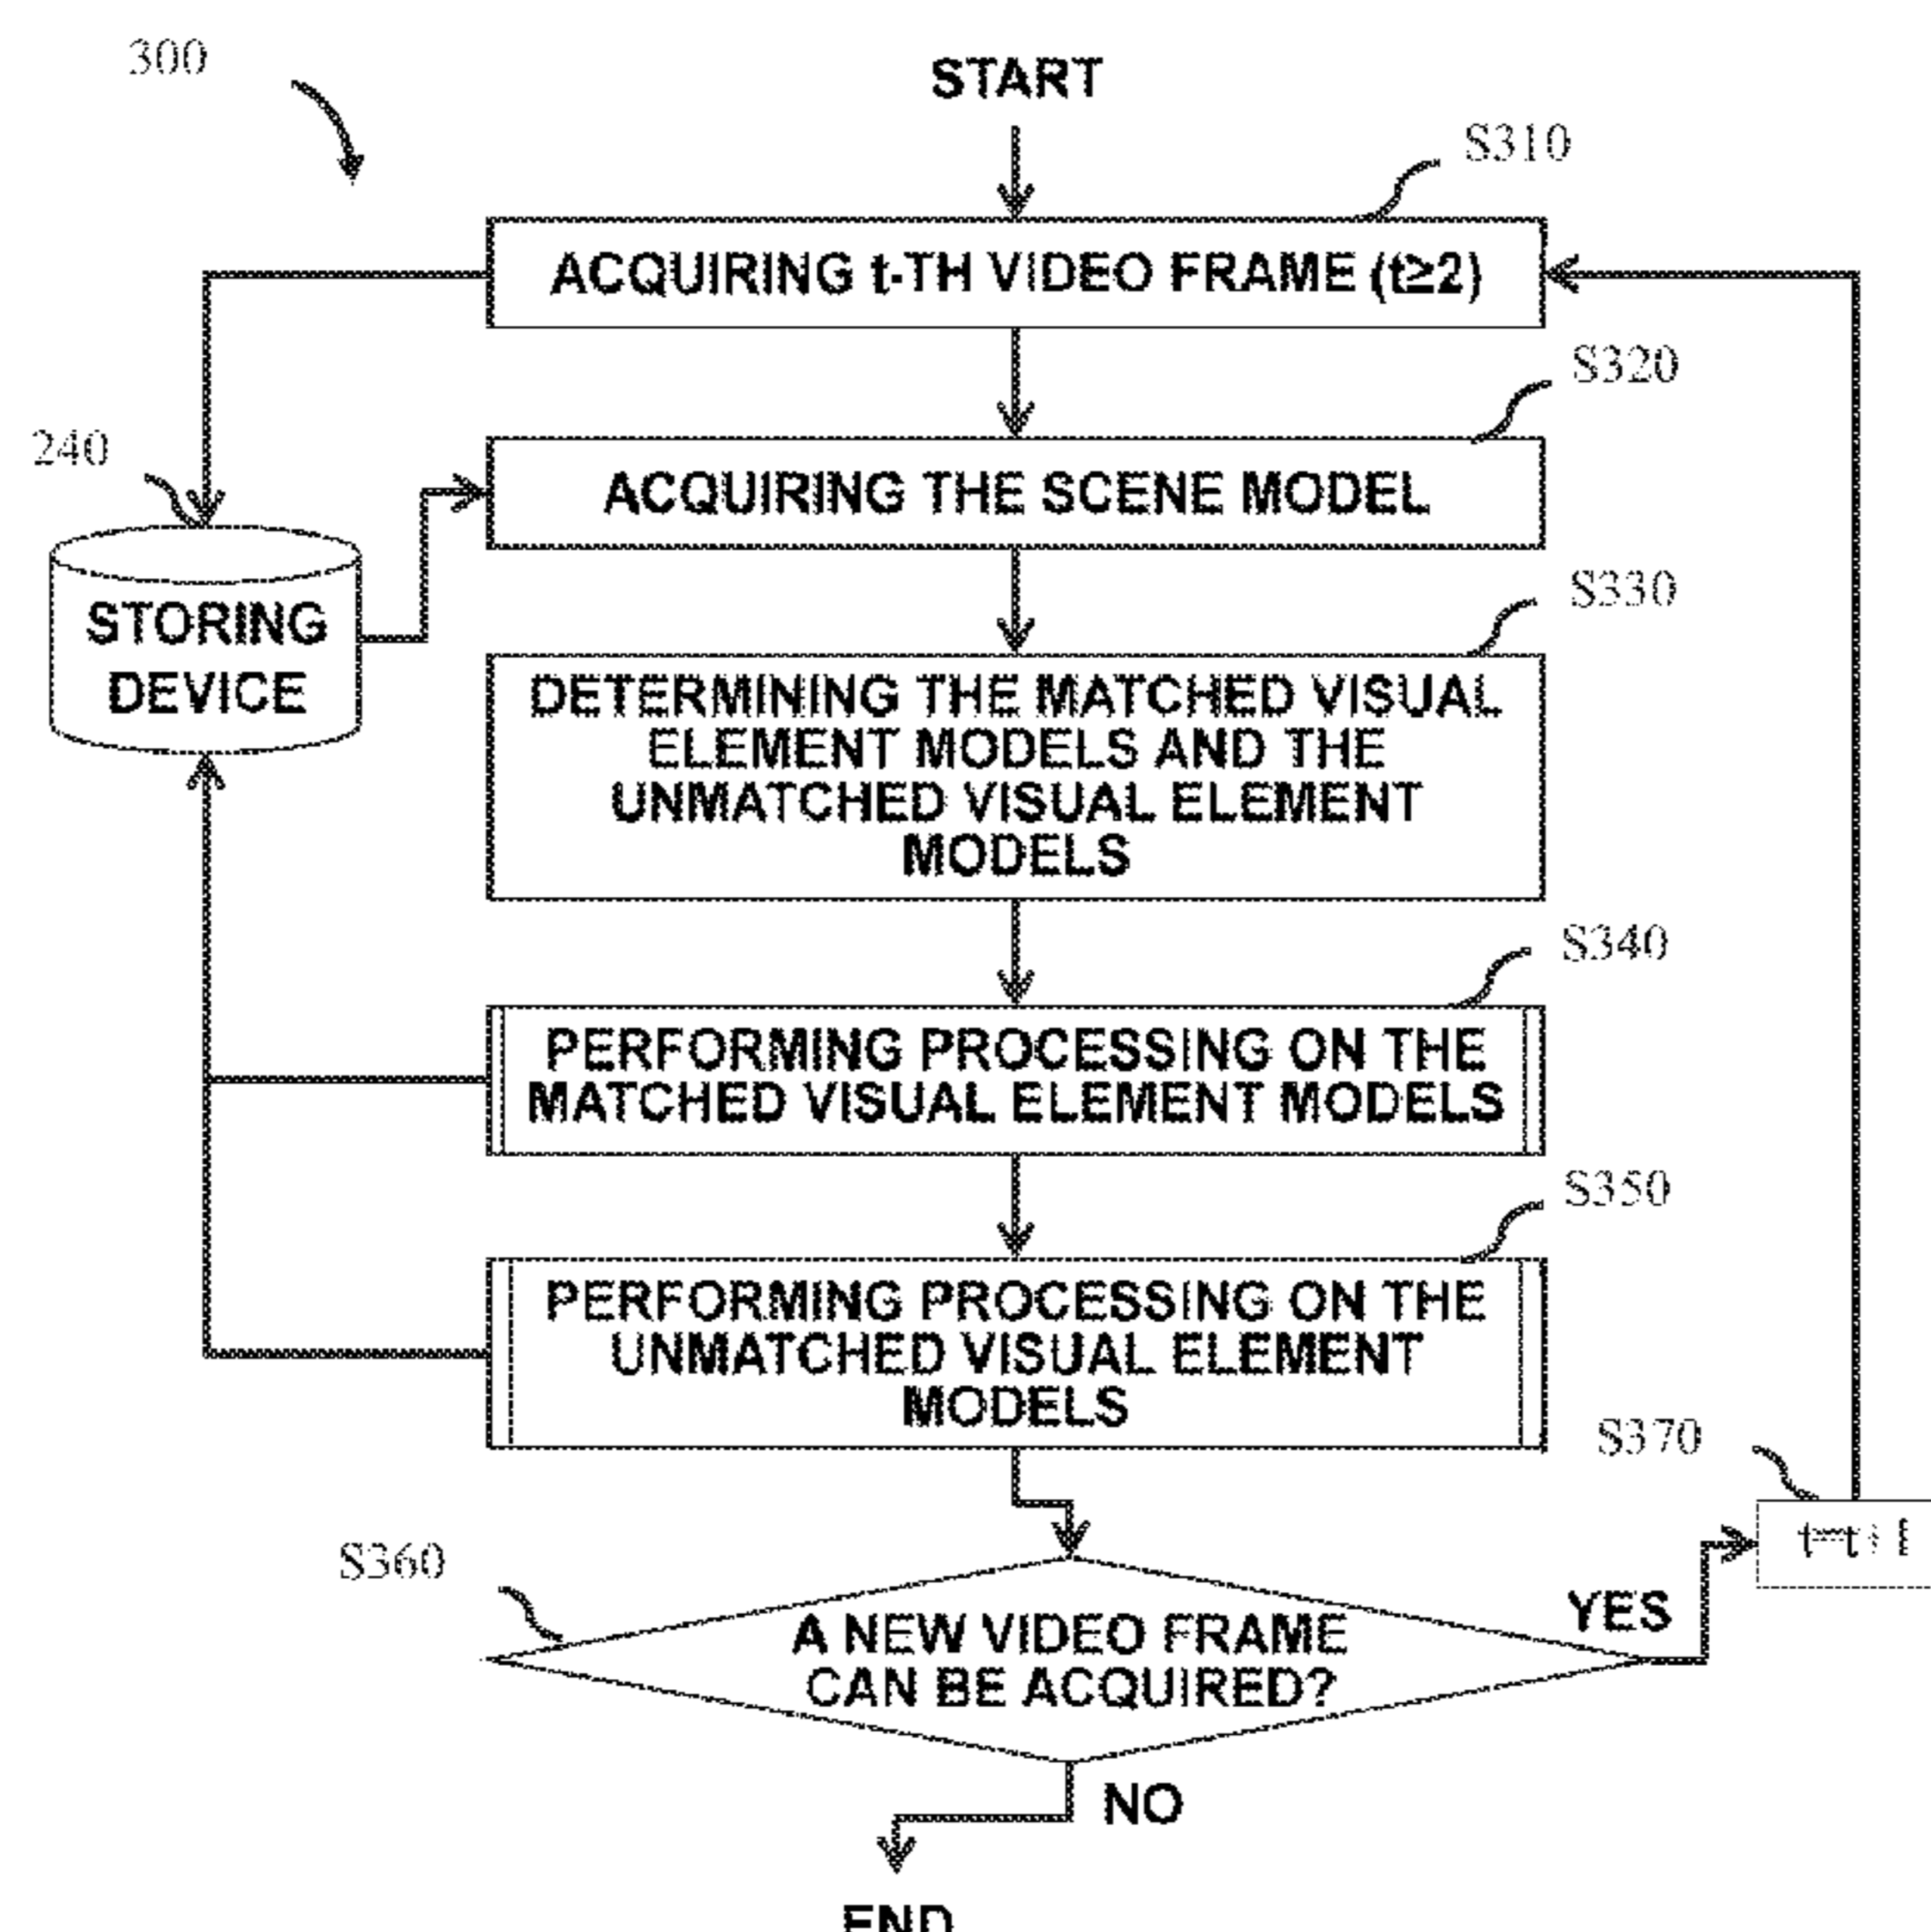 300
START
S310
ACQUIRING t-TH VIDEO FRAME (t≥2)
S320
240
ACQUIRING THE SCENE MODEL
S330
STORING
DEVICE
DETERMINING THE MATCHED VISUAL
ELEMENT MODELS AND THE
UNMATCHED VISUAL ELEMENT
MODELS
S340
PERFORMING PROCESSING ON THE
MATCHED VISUAL ELEMENT MODELS
S350
PERFORMING PROCESSING ON THE
UNMATCHED VISUAL ELEMENT
MODELS
S370
t=t+1
S360
YES
A NEW VIDEO FRAME
CAN BE ACQUIRED?
NO
END